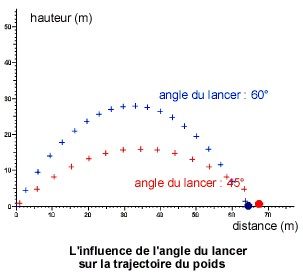 hauteur (m)
50
40
30
20
10
0
angle du lancer : 60°
angle du lancer : 45°
0 10 20 30 40 50 60 70
distance (m)
L'influence de l'angle du lancer
sur la trajectoire du poids